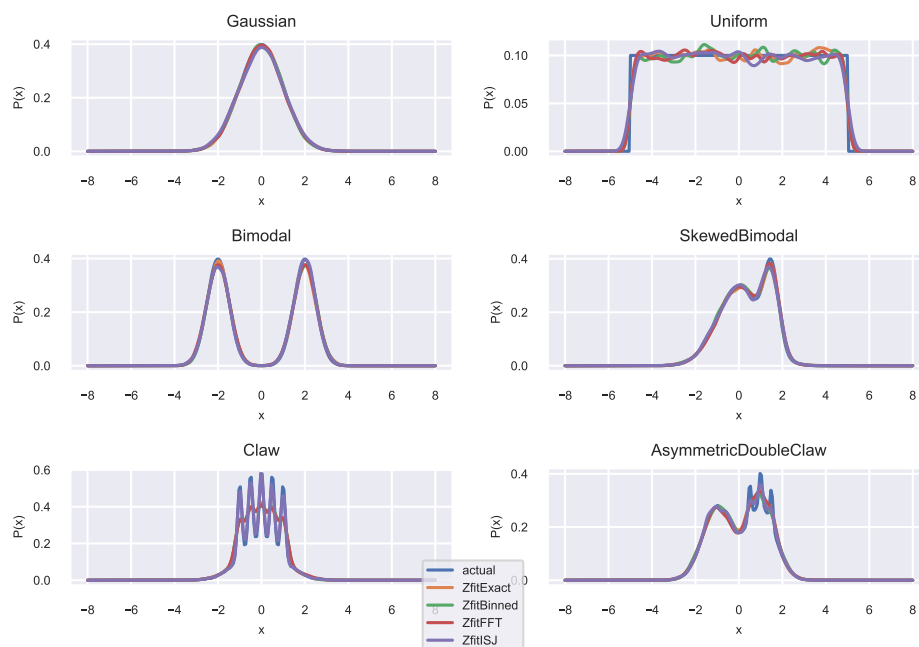 Gaussian
Uniform
P(x)
0.4
0.2
0.0
−8 −6 −4 −2 0 2 4 6 8
x
P(x)
0.10
0.05
0.00
−8 −6 −4 −2 0 2 4 6 8
x
Bimodal
SkewedBimodal
P(x)
0.4
0.2
0.0
−8 −6 −4 −2 0 2 4 6 8
x
P(x)
0.4
0.2
0.0
−8 −6 −4 −2 0 2 4 6 8
x
Claw
AsymmetricDoubleClaw
P(x)
0.6
0.4
0.2
0.0
−8 −6 −4 −2 0 2 4 6 8
x
P(x)
0.4
0.2
0.0
−8 −6 −4 −2 0 2 4 6 8
x
actual
ZfitExact
ZfitBinned
ZfitFFT
ZfitISJ